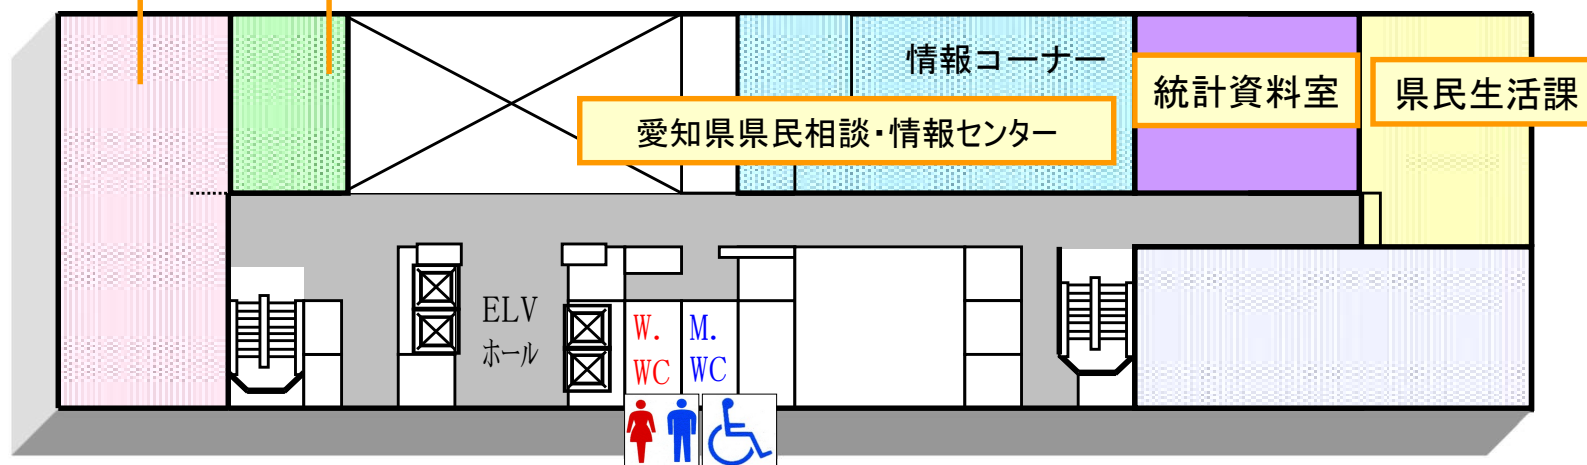 情報コーナー
愛知県県民相談・情報センター
統計資料室
県民生活課
ELV
ホール
W.
WC
M.
WC